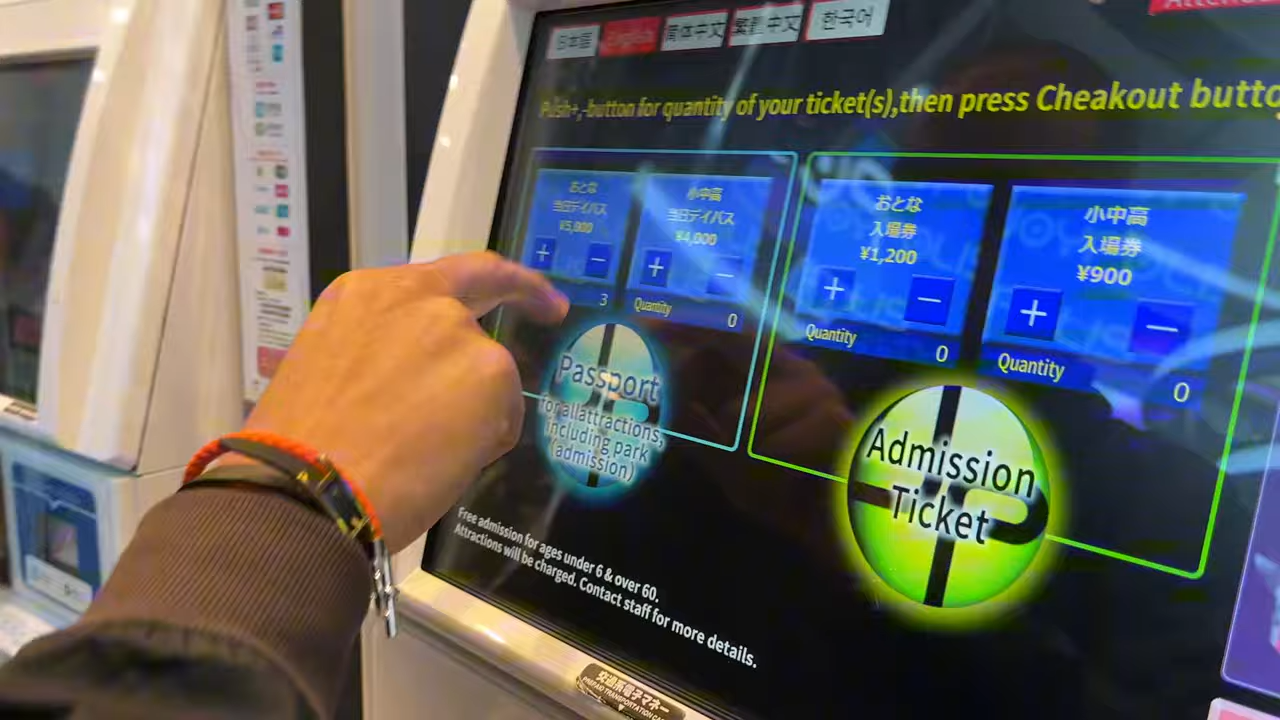 日本語 English 简体中文 繁體中文 한국어
Push+,-button for quantity of your ticket(s),then press Cheakout butto
おとな
当日デイパス
¥5,000
+ −
3
小中高
当日デイパス
¥4,000
+ −
Quantity
0
おとな
入場券
¥1,200
+ −
Quantity
0
小中高
入場券
¥900
+ −
Quantity
0
Passport
for all attractions,
including park
(admission)
Admission
Ticket
Free admission for ages under 6 & over 60.
Attractions will be charged. Contact staff for more details.
交通系電子マネー
PREPAID TRANSPORTATION CARD